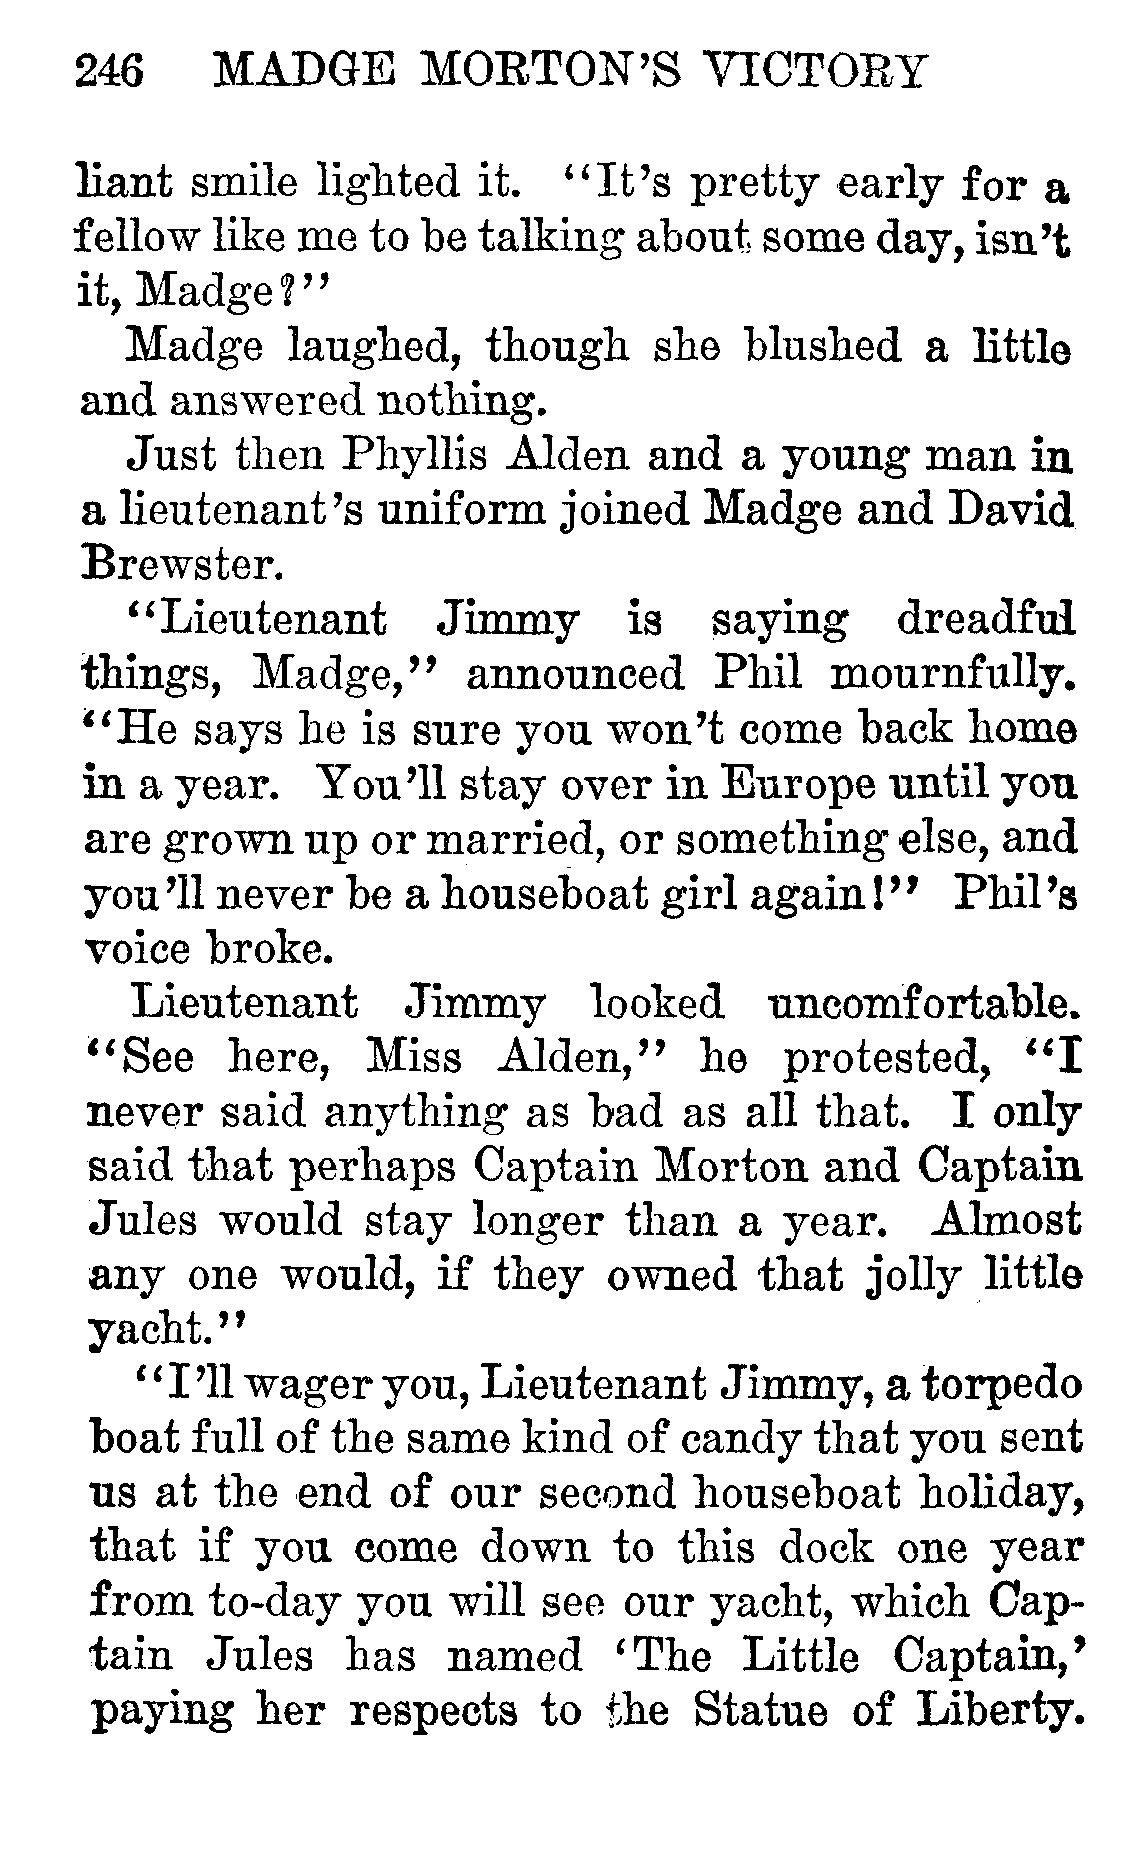 246 MADGE MORTON'S VICTORY
liant smile lighted it. "It's pretty early for a
fellow like me to be talking about some day, isn't
it, Madge?"
Madge laughed, though she blushed a little
and answered nothing.
Just then Phyllis Alden and a young man in
a lieutenant's uniform joined Madge and David
Brewster.
"Lieutenant Jimmy is saying dreadful
things, Madge," announced Phil mournfully.
"He says he is sure you won't come back home
in a year. You'll stay over in Europe until you
are grown up or married, or something else, and
you'll never be a houseboat girl again!" Phil's
voice broke.
Lieutenant Jimmy looked uncomfortable.
"See here, Miss Alden," he protested, "I
never said anything as bad as all that. I only
said that perhaps Captain Morton and Captain
Jules would stay longer than a year. Almost
any one would, if they owned that jolly little
yacht."
"I'll wager you, Lieutenant Jimmy, a torpedo
boat full of the same kind of candy that you sent
us at the end of our second houseboat holiday,
that if you come down to this dock one year
from to-day you will see our yacht, which Cap-
tain Jules has named 'The Little Captain,'
paying her respects to the Statue of Liberty.